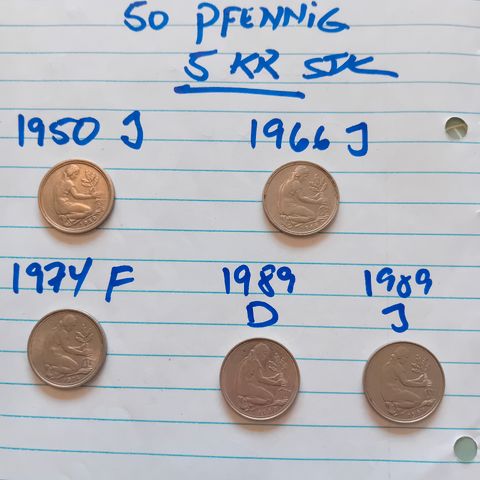 50 PFENNIG
5 KR STK
1950 J 1966 J
1974 F 1989 1989
D J